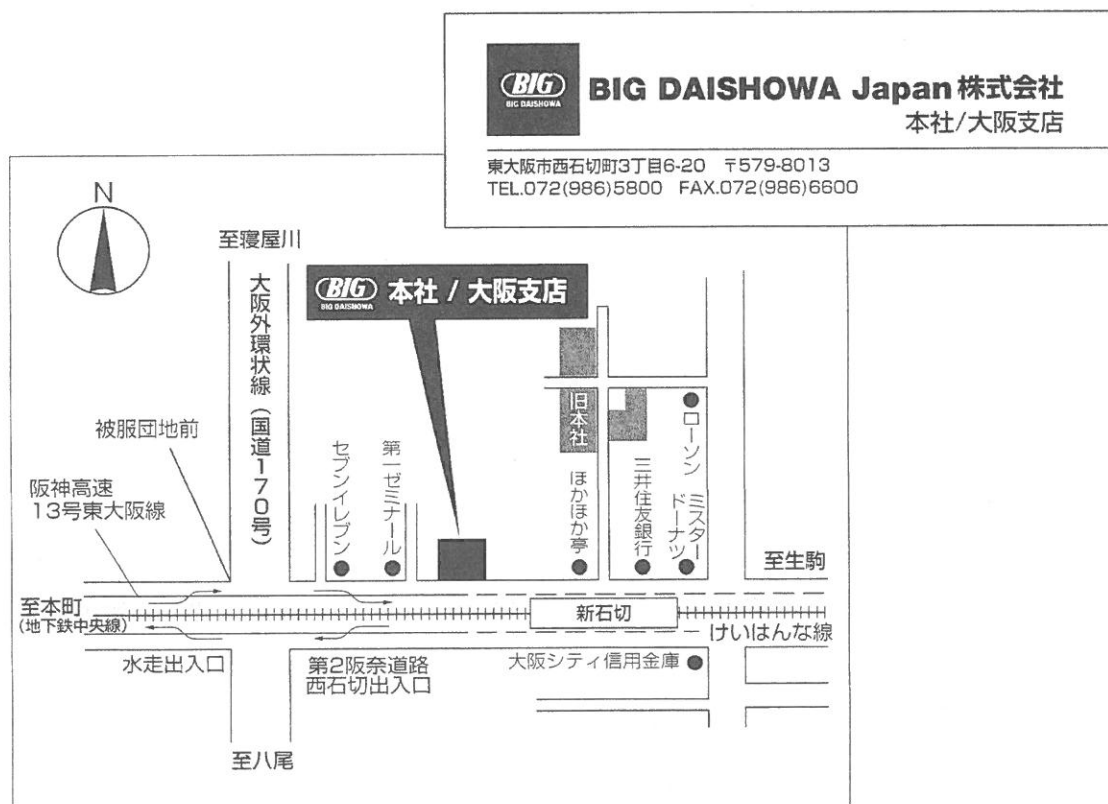 BIG
BIG DAISHOWA
BIG DAISHOWA Japan株式会社
本社/大阪支店
東大阪市西石切町3丁目6-20 〒579-8013
TEL.072(986)5800 FAX.072(986)6600
N
至寝屋川
大阪外環状線(国道170号)
BIG
BIG DAISHOWA
本社 / 大阪支店
旧本社
ローソン
被服団地前
阪神高速
13号東大阪線
セブンイレブン
第一ゼミナール
ほかほか亭
三井住友銀行
ミスター
ドーナツ
至生駒
至本町
(地下鉄中央線)
新石切
けいはんな線
水走出入口
第2阪奈道路
西石切出入口
大阪シティ信用金庫
至八尾